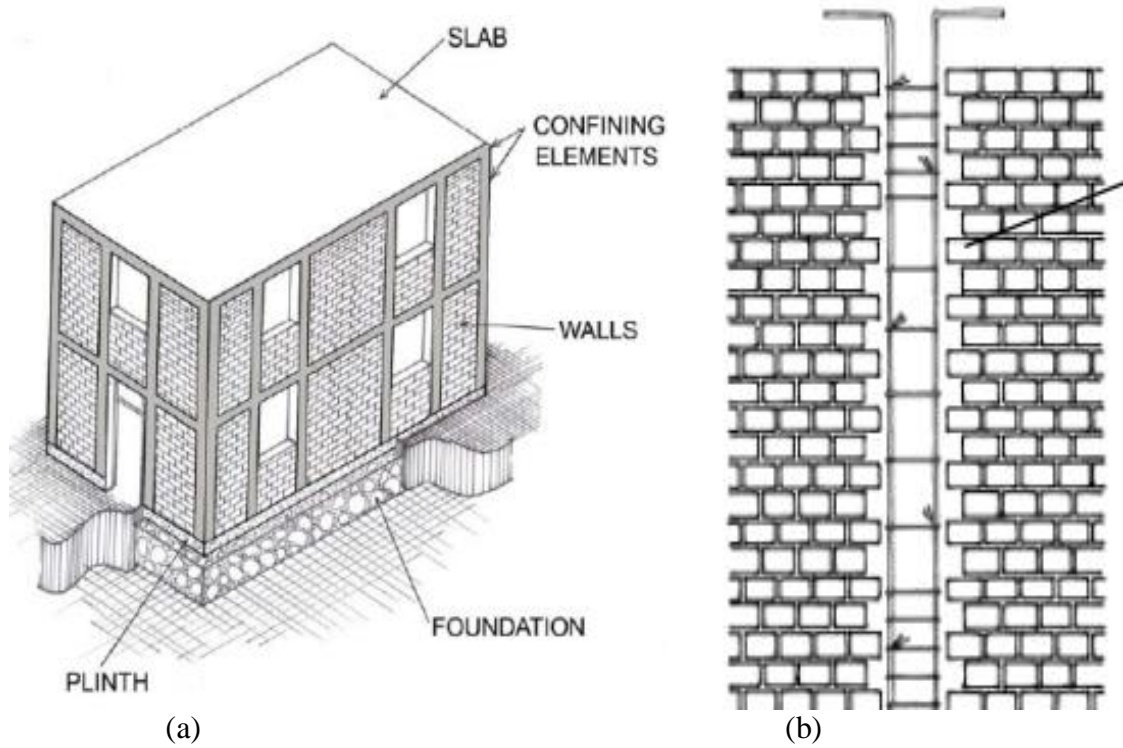 SLAB
CONFINING
ELEMENTS
WALLS
FOUNDATION
PLINTH
(a)
(b)